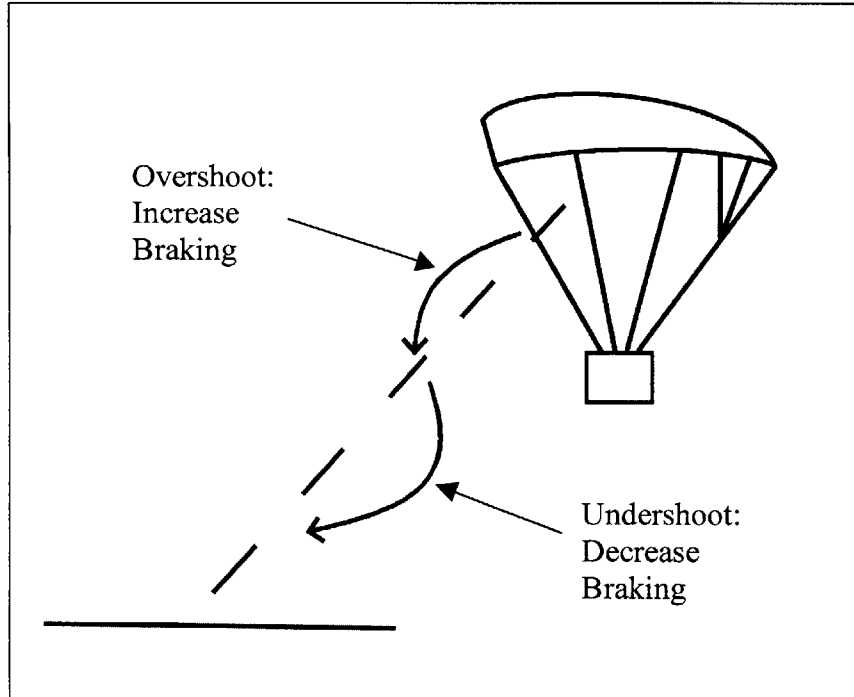 Overshoot:
Increase
Braking
Undershoot:
Decrease
Braking